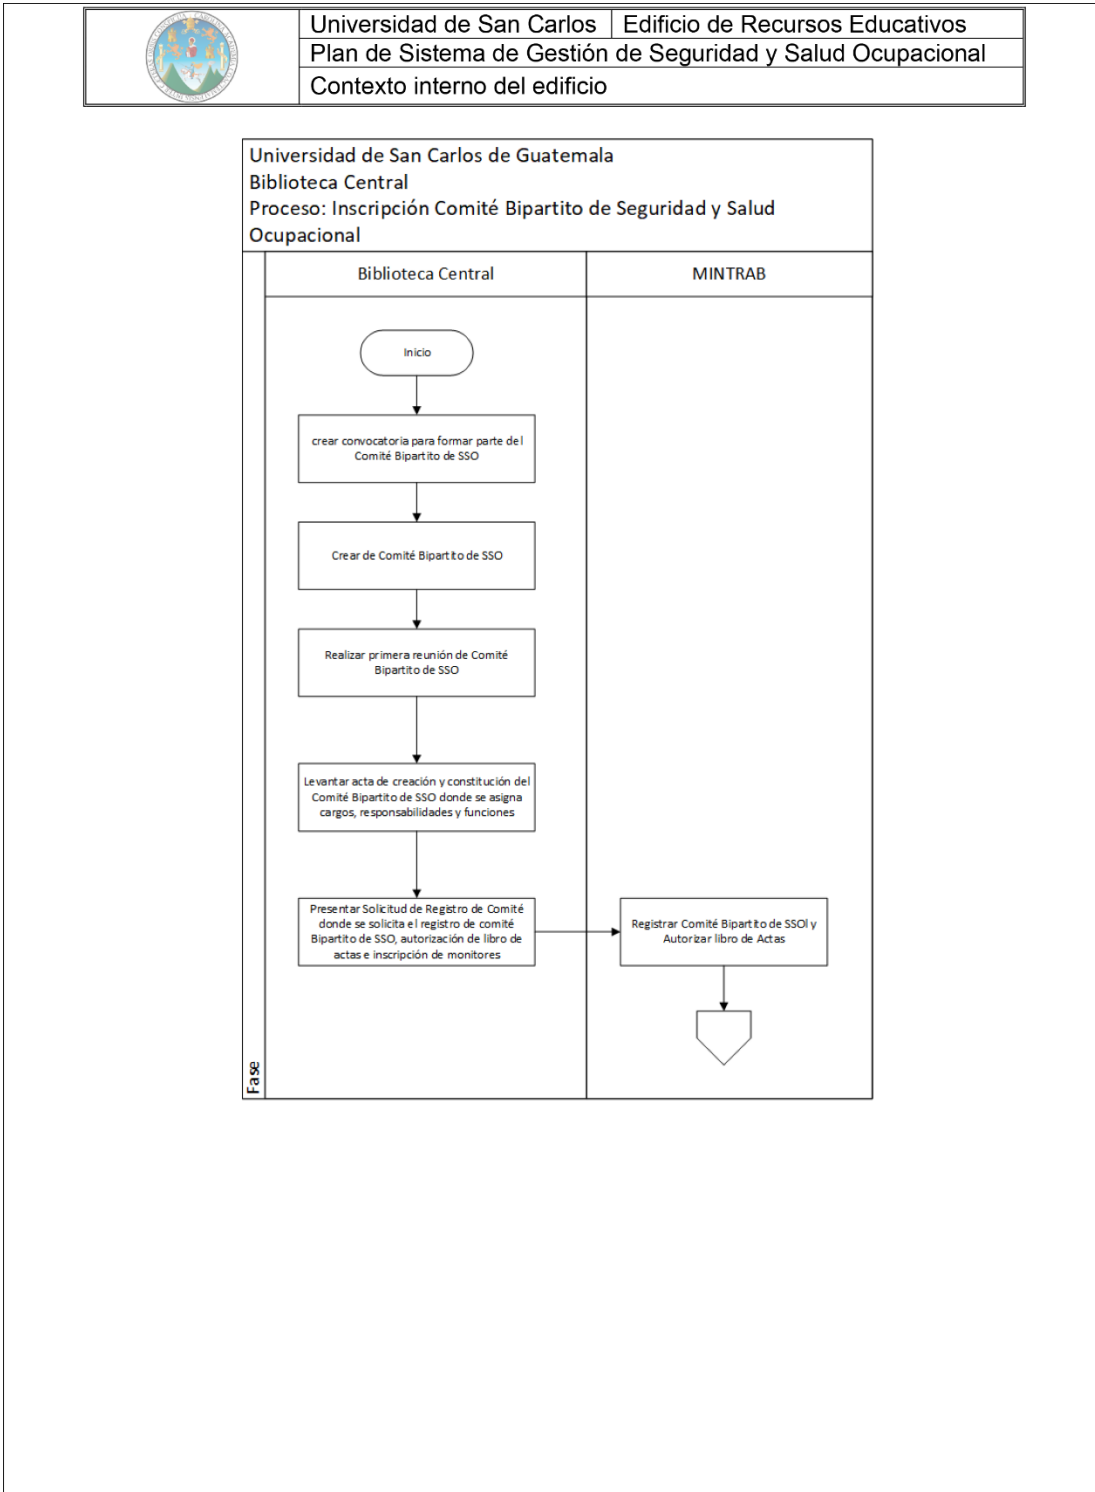 Universidad de San Carlos Edificio de Recursos Educativos
Plan de Sistema de Gestión de Seguridad y Salud Ocupacional
Contexto interno del edificio
Universidad de San Carlos de Guatemala
Biblioteca Central
Proceso: Inscripción Comité Bipartito de Seguridad y Salud
Ocupacional
Biblioteca Central
MINTRAB
Inicio
crear convocatoria para formar parte del
Comité Bipartito de SSO
Crear de Comité Bipartito de SSO
Realizar primera reunión de Comité
Bipartito de SSO
Levantar acta de creación y constitución del
Comité Bipartito de SSO donde se asigna
cargos, responsabilidades y funciones
Presentar Solicitud de Registro de Comité
donde se solicita el registro de comité
Bipartito de SSO, autorización de libro de
actas e inscripción de monitores
Registrar Comité Bipartito de SSOl y
Autorizar libro de Actas
Fase